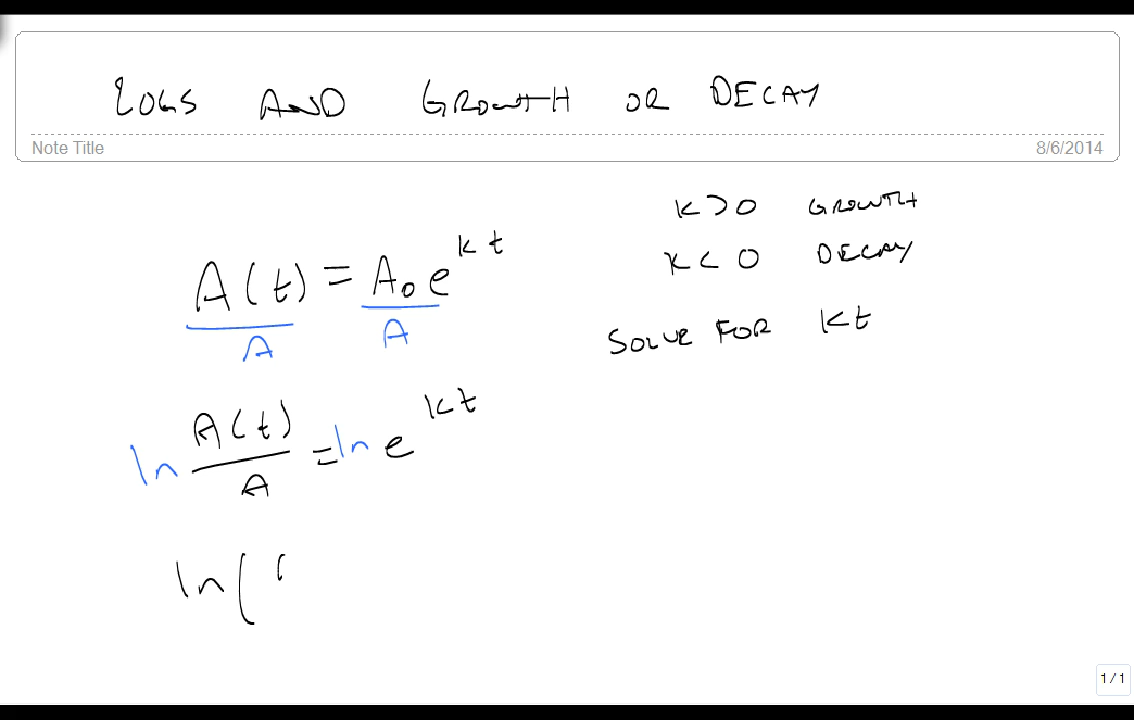 LOGS AND GROWTH OR DECAY
Note Title
8/6/2014
K>0 GROWTH
K<0 DECAY
SOLVE FOR Kt
A(t) = A₀e^kt
A A
ln A(t)/A = ln e^kt
ln(
1/1